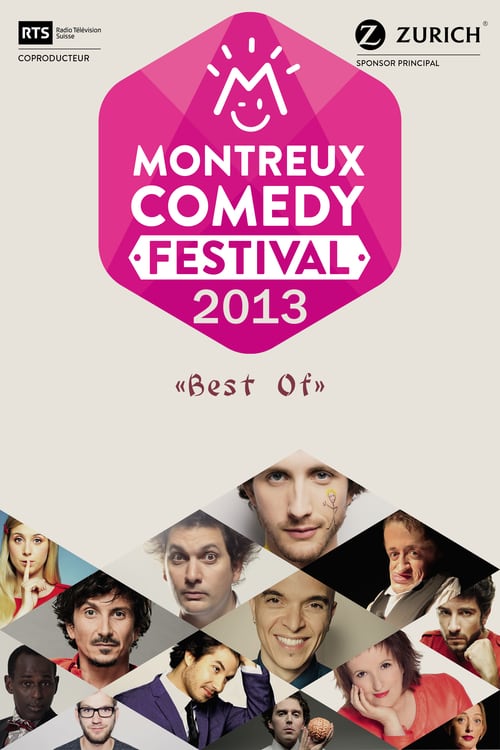 RTS Radio Télévision
Suisse
COPRODUCTEUR
Z ZURICH®
SPONSOR PRINCIPAL
MONTREUX
COMEDY
FESTIVAL
2013
«Best Of»